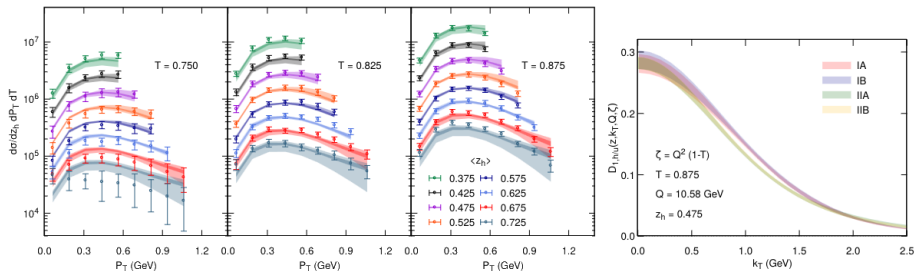 dσ/dz_h dP_T dT
10^7
10^6
10^5
10^4
T = 0.750
T = 0.825
T = 0.875
<z_h>
0.375 0.575
0.425 0.625
0.475 0.675
0.525 0.725
0.0 0.3 0.6 0.9 1.2
0.0 0.3 0.6 0.9 1.2
0.0 0.3 0.6 0.9 1.2
P_T (GeV)
P_T (GeV)
P_T (GeV)
D_{1,h/u}(z,k_T,Q,ζ)
0.3
0.2
0.1
0.0
IA
IB
IIA
IIB
ζ = Q^2 (1-T)
T = 0.875
Q = 10.58 GeV
z_h = 0.475
0.0 0.5 1.0 1.5 2.0 2.5
k_T (GeV)